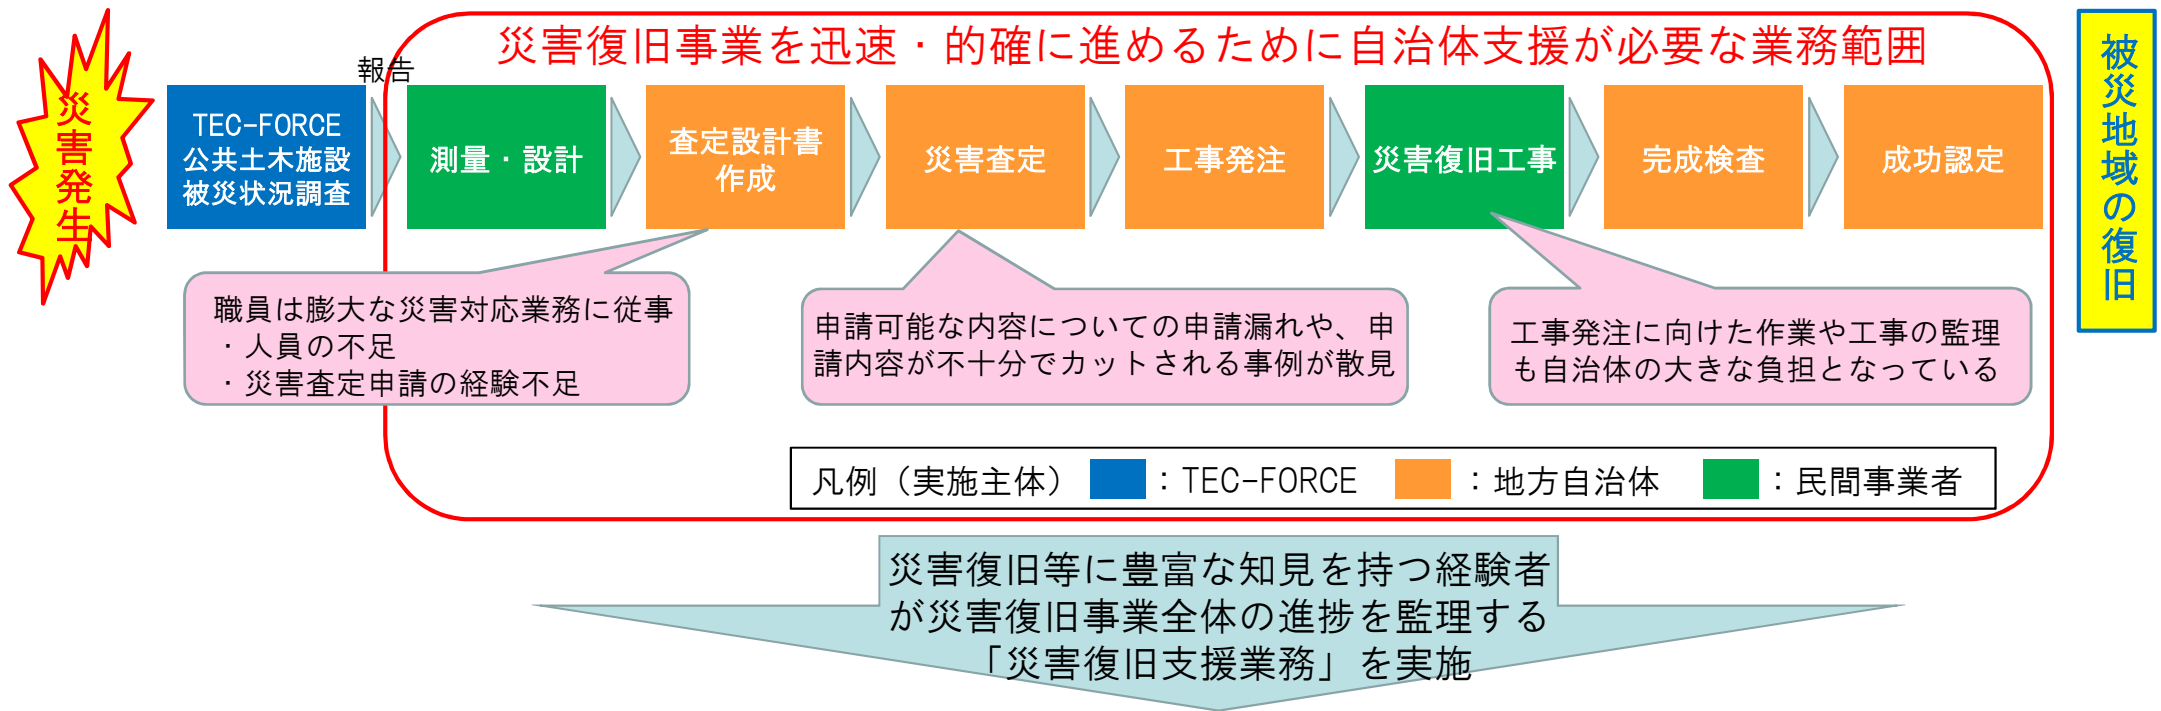 災害復旧事業を迅速・的確に進めるために自治体支援が必要な業務範囲
災害発生
報告
TEC-FORCE
公共土木施設
被災状況調査
測量・設計
査定設計書
作成
災害査定
工事発注
災害復旧工事
完成検査
成功認定
被災地域の復旧
職員は膨大な災害対応業務に従事
・人員の不足
・災害査定申請の経験不足
申請可能な内容についての申請漏れや、申
請内容が不十分でカットされる事例が散見
工事発注に向けた作業や工事の監理
も自治体の大きな負担となっている
凡例（実施主体） ：TEC-FORCE ：地方自治体 ：民間事業者
災害復旧等に豊富な知見を持つ経験者
が災害復旧事業全体の進捗を監理する
「災害復旧支援業務」を実施